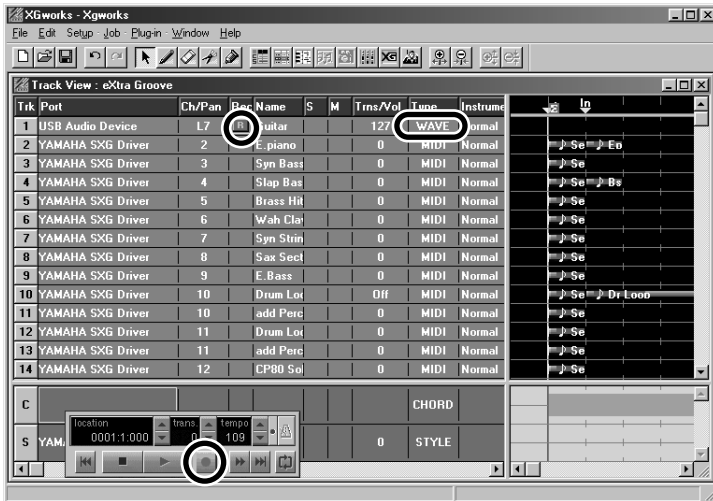 XGworks - Xgworks
File Edit Setup Job Plug-in Window Help
XG
Track View : eXtra Groove
Trk Port Ch/Pan Rec Name S M Trns/Vol Type Instrume In
1 USB Audio Device L7 R Guitar 127 WAVE Normal
2 YAMAHA SXG Driver 2 E.piano 0 MIDI Normal Se Ep
3 YAMAHA SXG Driver 3 Syn Bass 0 MIDI Normal Se
4 YAMAHA SXG Driver 4 Slap Bas 0 MIDI Normal Se Bs
5 YAMAHA SXG Driver 5 Brass Hit 0 MIDI Normal Se
6 YAMAHA SXG Driver 6 Wah Clav 0 MIDI Normal Se
7 YAMAHA SXG Driver 7 Syn Strin 0 MIDI Normal Se
8 YAMAHA SXG Driver 8 Sax Sect 0 MIDI Normal Se
9 YAMAHA SXG Driver 9 E.Bass 0 MIDI Normal Se
10 YAMAHA SXG Driver 10 Drum Loo Off MIDI Normal Se Dr Looo
11 YAMAHA SXG Driver 10 add Perc 0 MIDI Normal Se
12 YAMAHA SXG Driver 11 Drum Loo 0 MIDI Normal Se
13 YAMAHA SXG Driver 11 add Perc 0 MIDI Normal Se
14 YAMAHA SXG Driver 12 CP80 Sol 0 MIDI Normal Se
C CHORD
location trans. tempo
0001:1:000 0 109
S YAM 0 STYLE